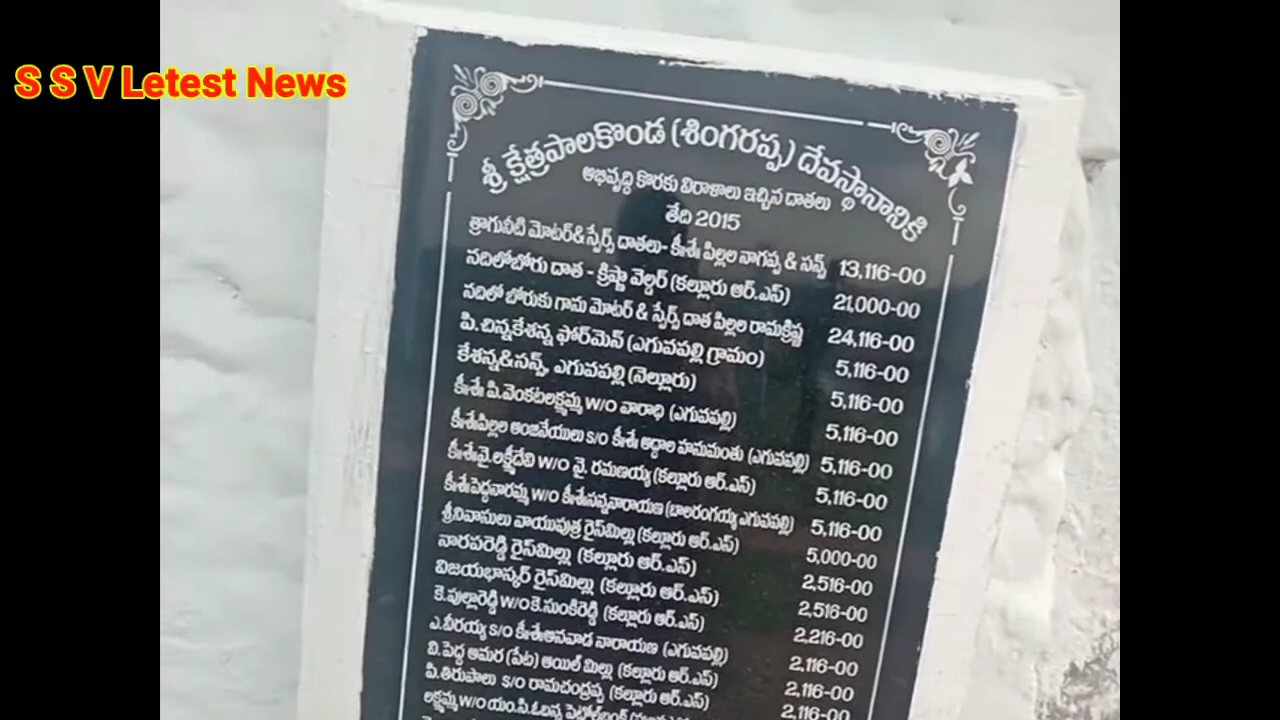 S S V Letest News
శ్రీ క్షేత్రపాలకొండ (శింగరప్ప) దేవస్థానానికి
అభివృద్ధి కొరకు విరాళాలు ఇచ్చిన దాతలు
తేది 2015
త్రాగునీటి మోటర్&స్పేర్స్ దాతలు- కీ॥శే॥ పిల్లల నాగప్ప & సన్స్ 13,116-00
నదిలోబోరు దాత - క్రిష్ణా వెల్డర్ (కల్లూరు ఆర్.ఎస్) 21,000-00
నదిలో బోరుకు గాను మోటర్ & స్పేర్స్ దాత పిల్లల రామక్రిష్ణ 24,116-00
పి.చిన్నకేశన్న ఫోర్‌మెన్ (ఎగువపల్లి గ్రామం) 5,116-00
కేశన్న&సన్స్, ఎగువపల్లి (నెల్లూరు) 5,116-00
కీ॥శే॥ పి.వెంకటలక్ష్మమ్మ W/O వారాధి (ఎగువపల్లి) 5,116-00
కీ॥శే॥పిల్లల ఆంజనేయులు S/O కీ॥శే॥ ఆద్దాల హనుమంతు (ఎగువపల్లి) 5,116-00
కీ॥శే॥వై.లక్ష్మీదేవి W/O వై. రమణయ్య (కల్లూరు ఆర్.ఎస్) 5,116-00
కీ॥శే॥పెద్దనారమ్మ W/O కీ॥శే॥సన్ననారాయణ (బాలరంగయ్య ఎగువపల్లి) 5,116-00
శ్రీనివాసులు వాయుపుత్ర రైస్‌మిల్లు (కల్లూరు ఆర్.ఎస్) 5,000-00
నారపరెడ్డి రైస్‌మిల్లు (కల్లూరు ఆర్.ఎస్) 2,516-00
విజయభాస్కర్ రైస్‌మిల్లు (కల్లూరు ఆర్.ఎస్) 2,516-00
కె.పుల్లారెడ్డి W/O కె.సుంకిరెడ్డి (కల్లూరు ఆర్.ఎస్) 2,216-00
ఎ.వీరయ్య S/O కీ॥శే॥అనవాడ నారాయణ (ఎగువపల్లి) 2,116-00
వి.పెద్ద ఆమర (పేట) ఆయిల్ మిల్లు (కల్లూరు ఆర్.ఎస్) 2,116-00
పి.తిరుపాలు S/O రామచంద్రప్ప (కల్లూరు ఆర్.ఎస్) 2,116-00
లక్ష్మమ్మ W/O యం.పి.ఓబన్న పెట్రోల్‌బంక్